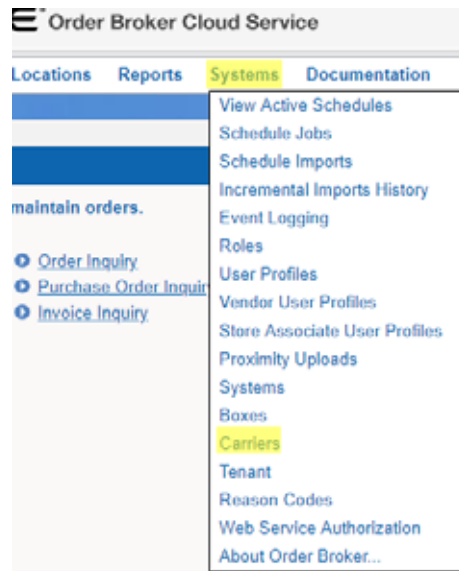 Order Broker Cloud Service
Locations Reports Systems Documentation
View Active Schedules
Schedule Jobs
Schedule Imports
Incremental Imports History
maintain orders.
Event Logging
Roles
Order Inquiry
User Profiles
Purchase Order Inquir
Vendor User Profiles
Invoice Inquiry
Store Associate User Profiles
Proximity Uploads
Systems
Boxes
Carriers
Tenant
Reason Codes
Web Service Authorization
About Order Broker...